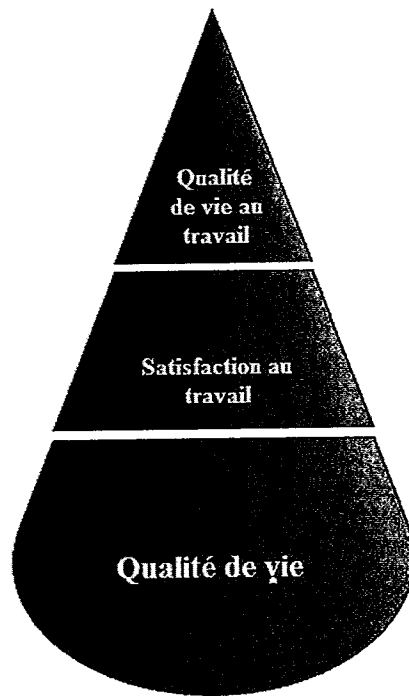 Qualité
de vie au
travail
Satisfaction au
travail
Qualité de vie